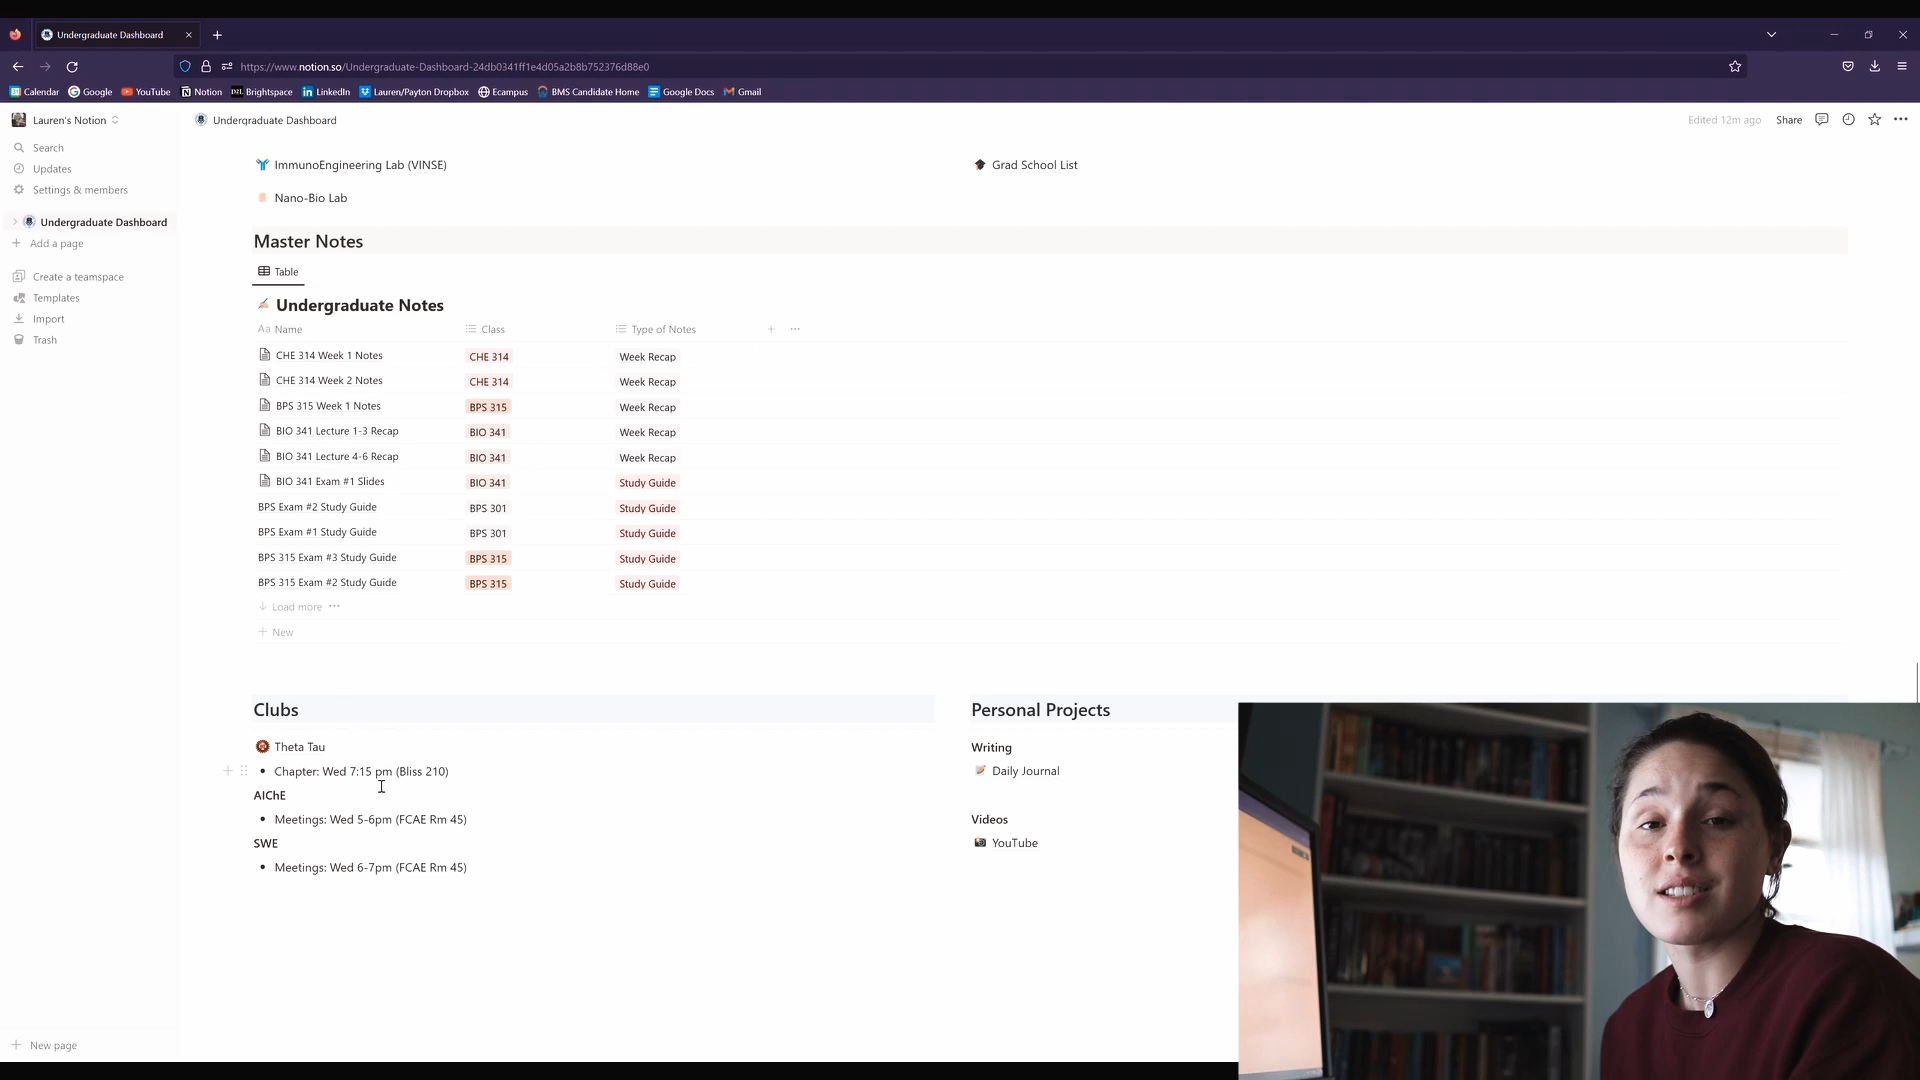 Undergraduate Dashboard
https://www.notion.so/Undergraduate-Dashboard-24db0341ff1e4d05a2b8b752376d88e0
Calendar Google YouTube Notion D2L Brightspace LinkedIn Lauren/Payton Dropbox Ecampus BMS Candidate Home Google Docs Gmail
Lauren's Notion
Undergraduate Dashboard
Edited 12m ago Share
Search
Updates
Settings & members
Undergraduate Dashboard
Add a page
Create a teamspace
Templates
Import
Trash
New page
ImmunoEngineering Lab (VINSE)
Grad School List
Nano-Bio Lab
Master Notes
Table
Undergraduate Notes
Aa Name Class Type of Notes
CHE 314 Week 1 Notes CHE 314 Week Recap
CHE 314 Week 2 Notes CHE 314 Week Recap
BPS 315 Week 1 Notes BPS 315 Week Recap
BIO 341 Lecture 1-3 Recap BIO 341 Week Recap
BIO 341 Lecture 4-6 Recap BIO 341 Week Recap
BIO 341 Exam #1 Slides BIO 341 Study Guide
BPS Exam #2 Study Guide BPS 301 Study Guide
BPS Exam #1 Study Guide BPS 301 Study Guide
BPS 315 Exam #3 Study Guide BPS 315 Study Guide
BPS 315 Exam #2 Study Guide BPS 315 Study Guide
Load more
New
Clubs
Theta Tau
• Chapter: Wed 7:15 pm (Bliss 210)
AIChE
• Meetings: Wed 5-6pm (FCAE Rm 45)
SWE
• Meetings: Wed 6-7pm (FCAE Rm 45)
Personal Projects
Writing
Daily Journal
Videos
YouTube